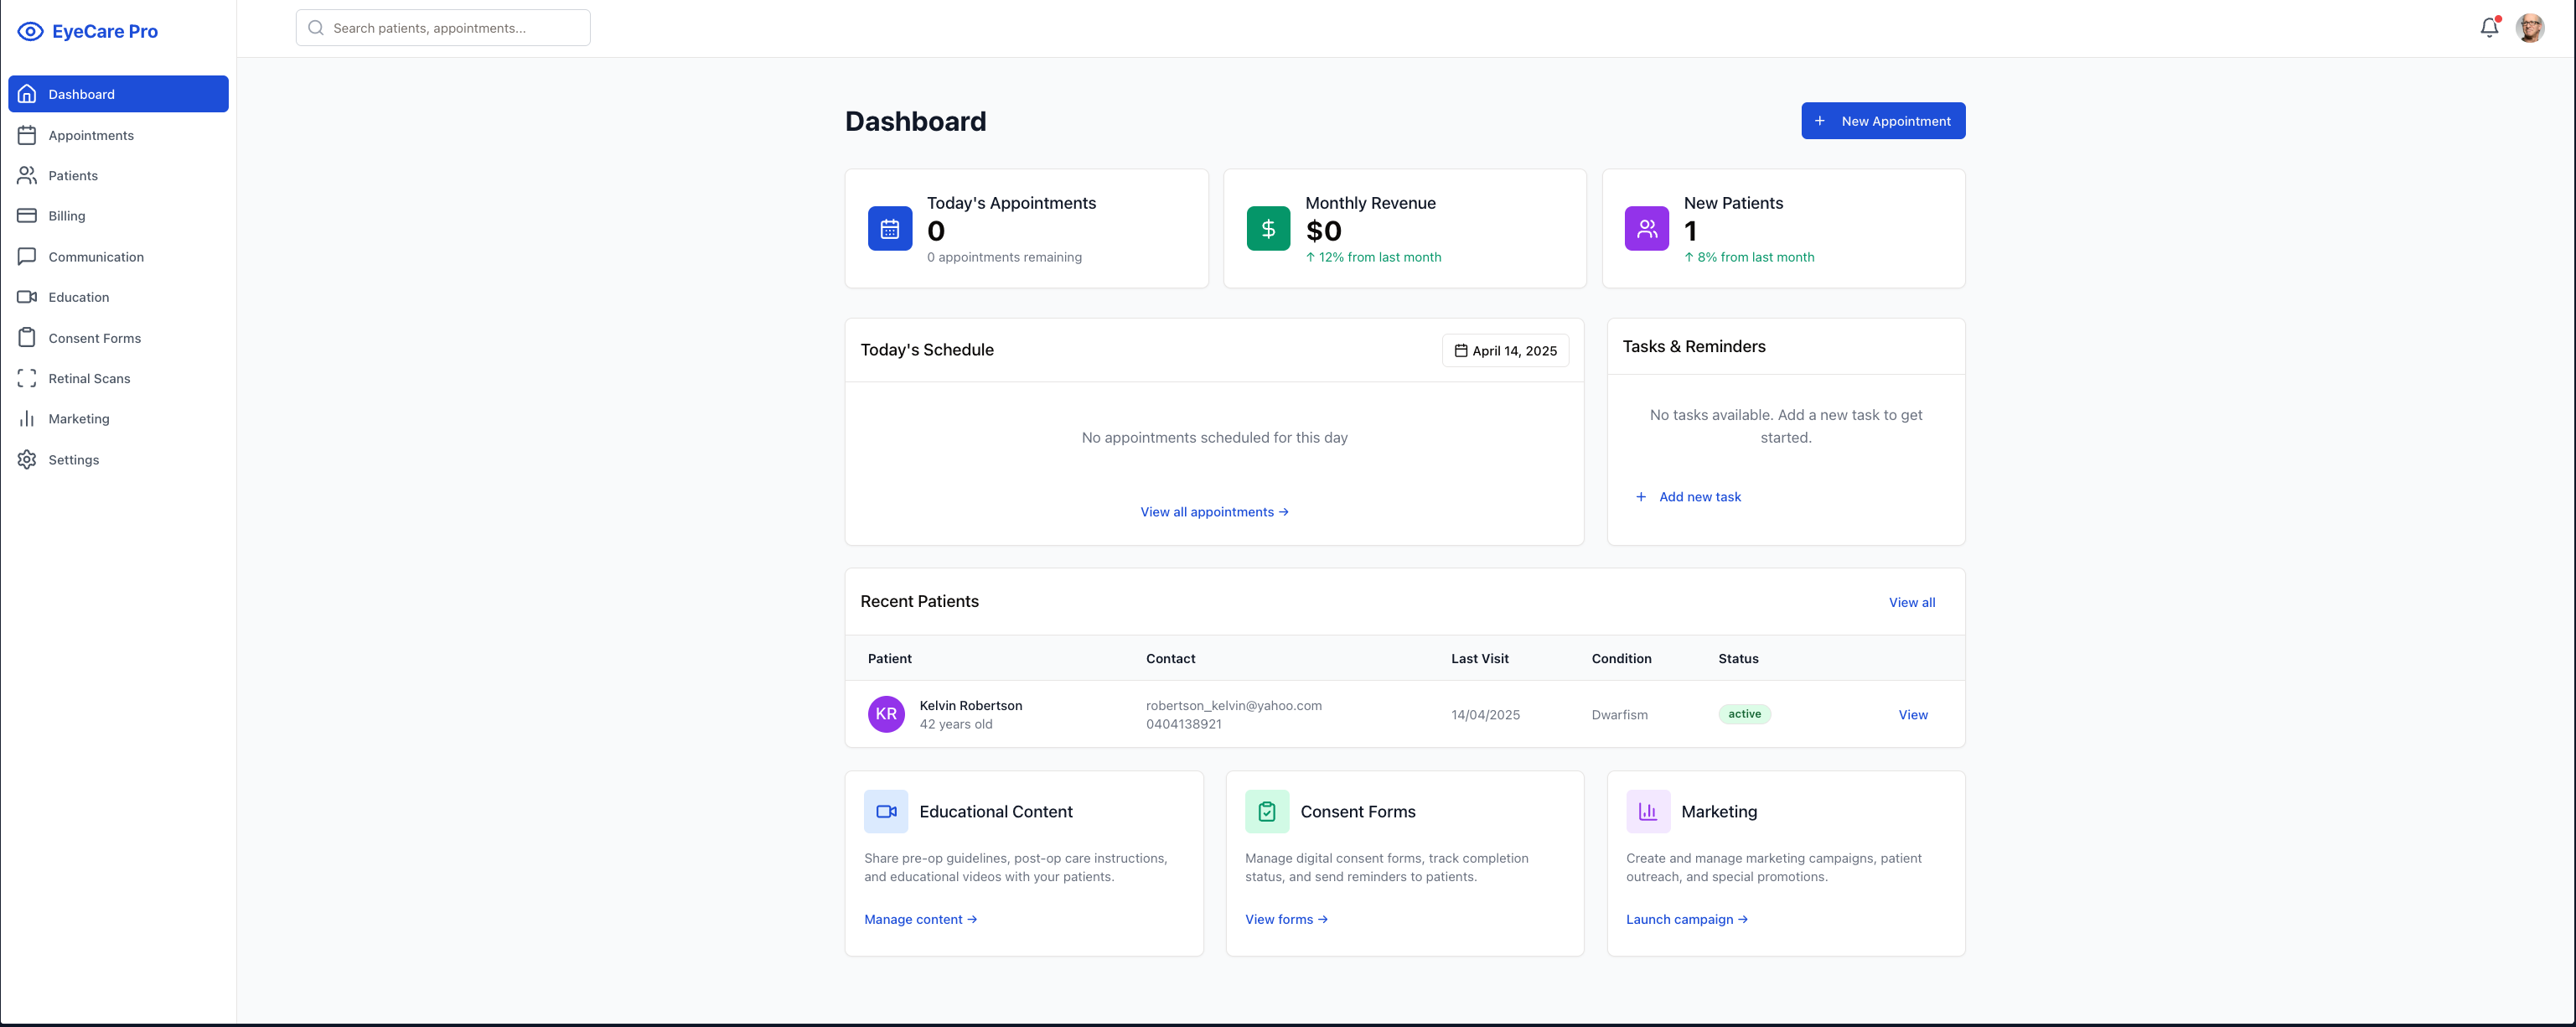 EyeCare Pro
Search patients, appointments...
Dashboard
Appointments
Patients
Billing
Communication
Education
Consent Forms
Retinal Scans
Marketing
Settings
Dashboard
New Appointment
Today's Appointments
0
0 appointments remaining
Monthly Revenue
$0
↑ 12% from last month
New Patients
1
↑ 8% from last month
Today's Schedule
April 14, 2025
No appointments scheduled for this day
View all appointments →
Tasks & Reminders
No tasks available. Add a new task to get
started.
+ Add new task
Recent Patients
View all
Patient Contact Last Visit Condition Status
KR
Kelvin Robertson
42 years old
robertson_kelvin@yahoo.com
0404138921
14/04/2025
Dwarfism
active
View
Educational Content
Share pre-op guidelines, post-op care instructions,
and educational videos with your patients.
Manage content →
Consent Forms
Manage digital consent forms, track completion
status, and send reminders to patients.
View forms →
Marketing
Create and manage marketing campaigns, patient
outreach, and special promotions.
Launch campaign →